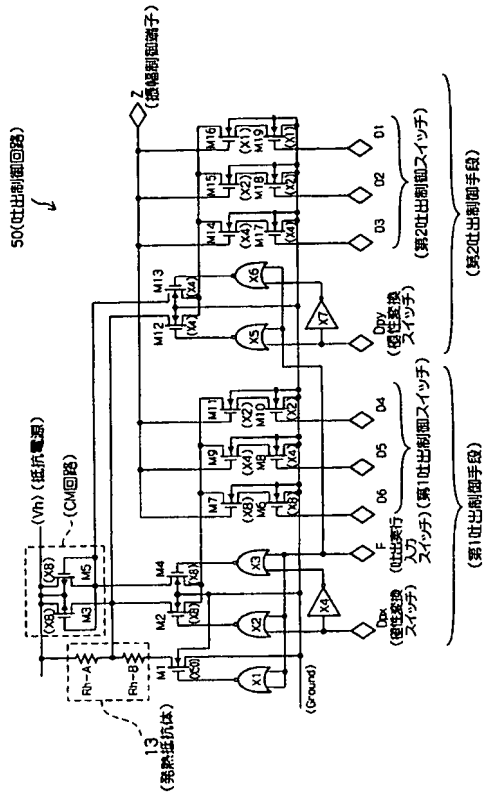 50(吐出制御回路)
Z
(振幅制御端子)
(Vh)(抵抗電源)
(CM回路)
(X8)
(X8)
M3
M5
Rh-A
Rh-B
13
(発熱抵抗体)
M1
(X50)
M2
(X8)
M4
(X8)
M7
(X8)
M6
(X8)
M9
(X4)
M8
(X4)
M11
(X2)
M10
(X2)
M12
(X4)
M13
(X4)
M14
(X4)
M17
(X4)
M15
(X2)
M18
(X2)
M16
(X1)
M19
(X1)
X1
X2
X3
X4
X5
X6
X7
(Ground)
Dpx
(極性変換
スイッチ)
F
(吐出実行
入力
スイッチ)
D6
D5
D4
(第1吐出制御スイッチ)
Dpy
(極性変換
スイッチ)
D3
D2
D1
(第2吐出制御スイッチ)
(第1吐出制御手段)
(第2吐出制御手段)